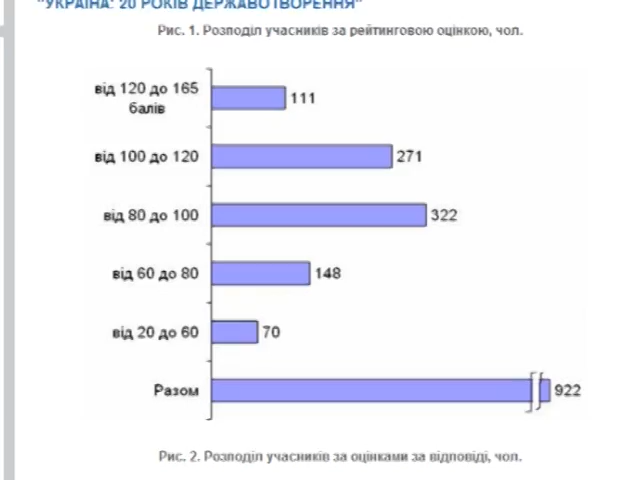 "УКРАЇНА: 20 РОКІВ ДЕРЖАВОТВОРЕННЯ"
Рис. 1. Розподіл учасників за рейтинговою оцінкою, чол.
від 120 до 165
балів
111
від 100 до 120
271
від 80 до 100
322
від 60 до 80
148
від 20 до 60
70
Разом
922
Рис. 2. Розподіл учасників за оцінками за відповіді, чол.